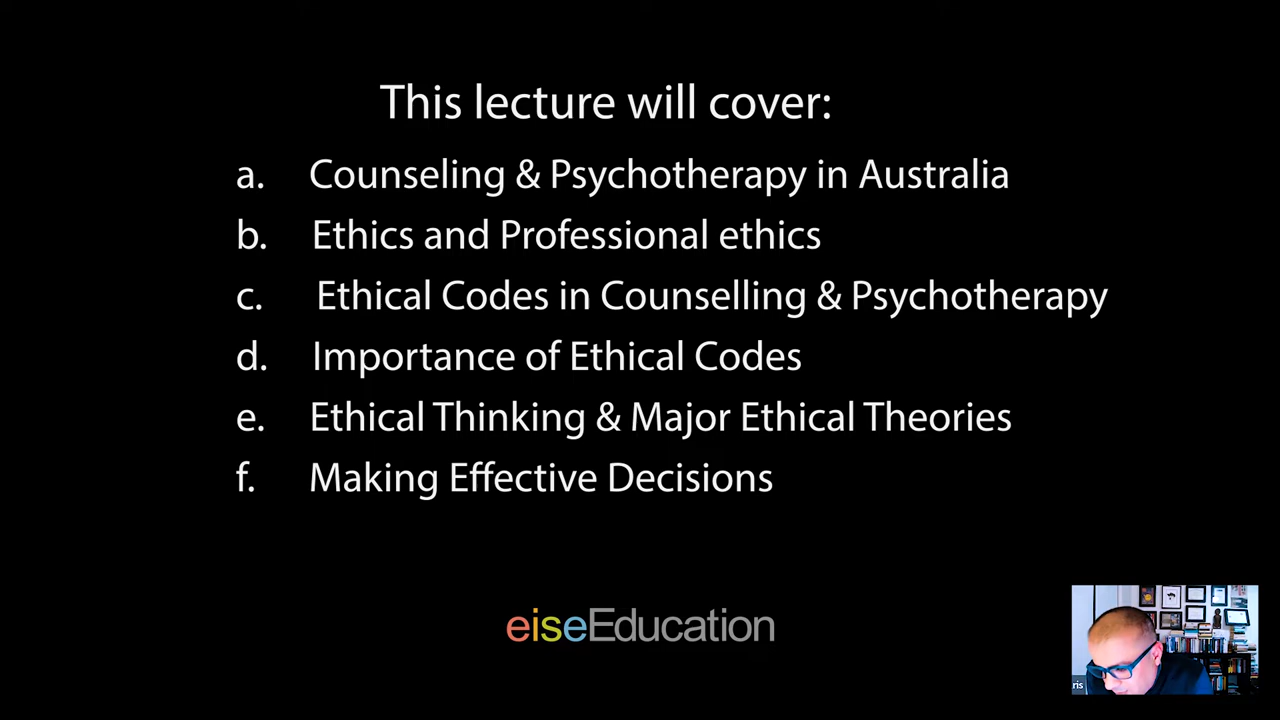 This lecture will cover:
a. Counseling & Psychotherapy in Australia
b. Ethics and Professional ethics
c. Ethical Codes in Counselling & Psychotherapy
d. Importance of Ethical Codes
e. Ethical Thinking & Major Ethical Theories
f. Making Effective Decisions
eiseEducation
ris